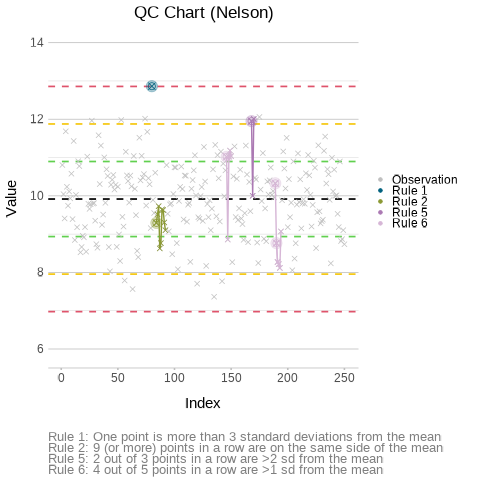 QC Chart (Nelson)
14
12
10
8
6
Value
0
50
100
150
200
250
Index
Observation
Rule 1
Rule 2
Rule 5
Rule 6
Rule 1: One point is more than 3 standard deviations from the mean
Rule 2: 9 (or more) points in a row are on the same side of the mean
Rule 5: 2 out of 3 points in a row are >2 sd from the mean
Rule 6: 4 out of 5 points in a row are >1 sd from the mean